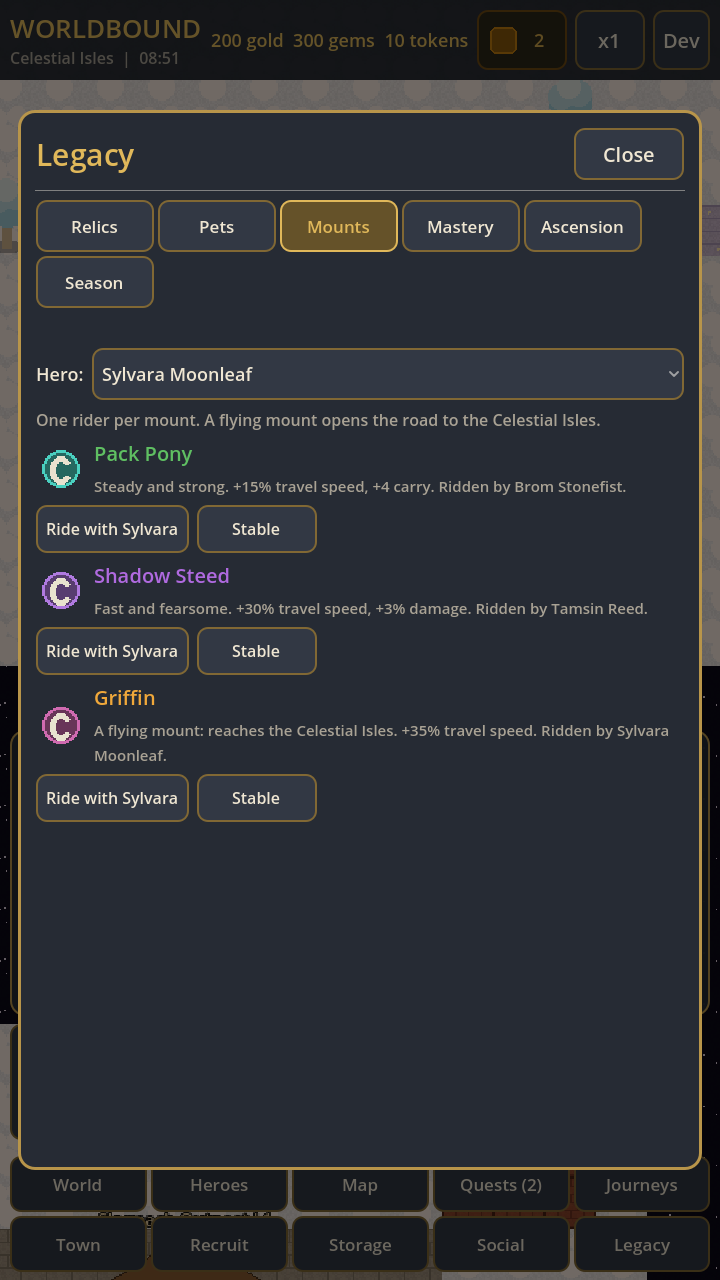 WORLDBOUND
Celestial Isles | 08:51
200 gold 300 gems 10 tokens
2
x1
Dev
Legacy
Close
Relics
Pets
Mounts
Mastery
Ascension
Season
Hero:
Sylvara Moonleaf
One rider per mount. A flying mount opens the road to the Celestial Isles.
C
Pack Pony
Steady and strong. +15% travel speed, +4 carry. Ridden by Brom Stonefist.
Ride with Sylvara
Stable
C
Shadow Steed
Fast and fearsome. +30% travel speed, +3% damage. Ridden by Tamsin Reed.
Ride with Sylvara
Stable
C
Griffin
A flying mount: reaches the Celestial Isles. +35% travel speed. Ridden by Sylvara
Moonleaf.
Ride with Sylvara
Stable
World
Heroes
Map
Quests (2)
Journeys
Town
Recruit
Storage
Social
Legacy